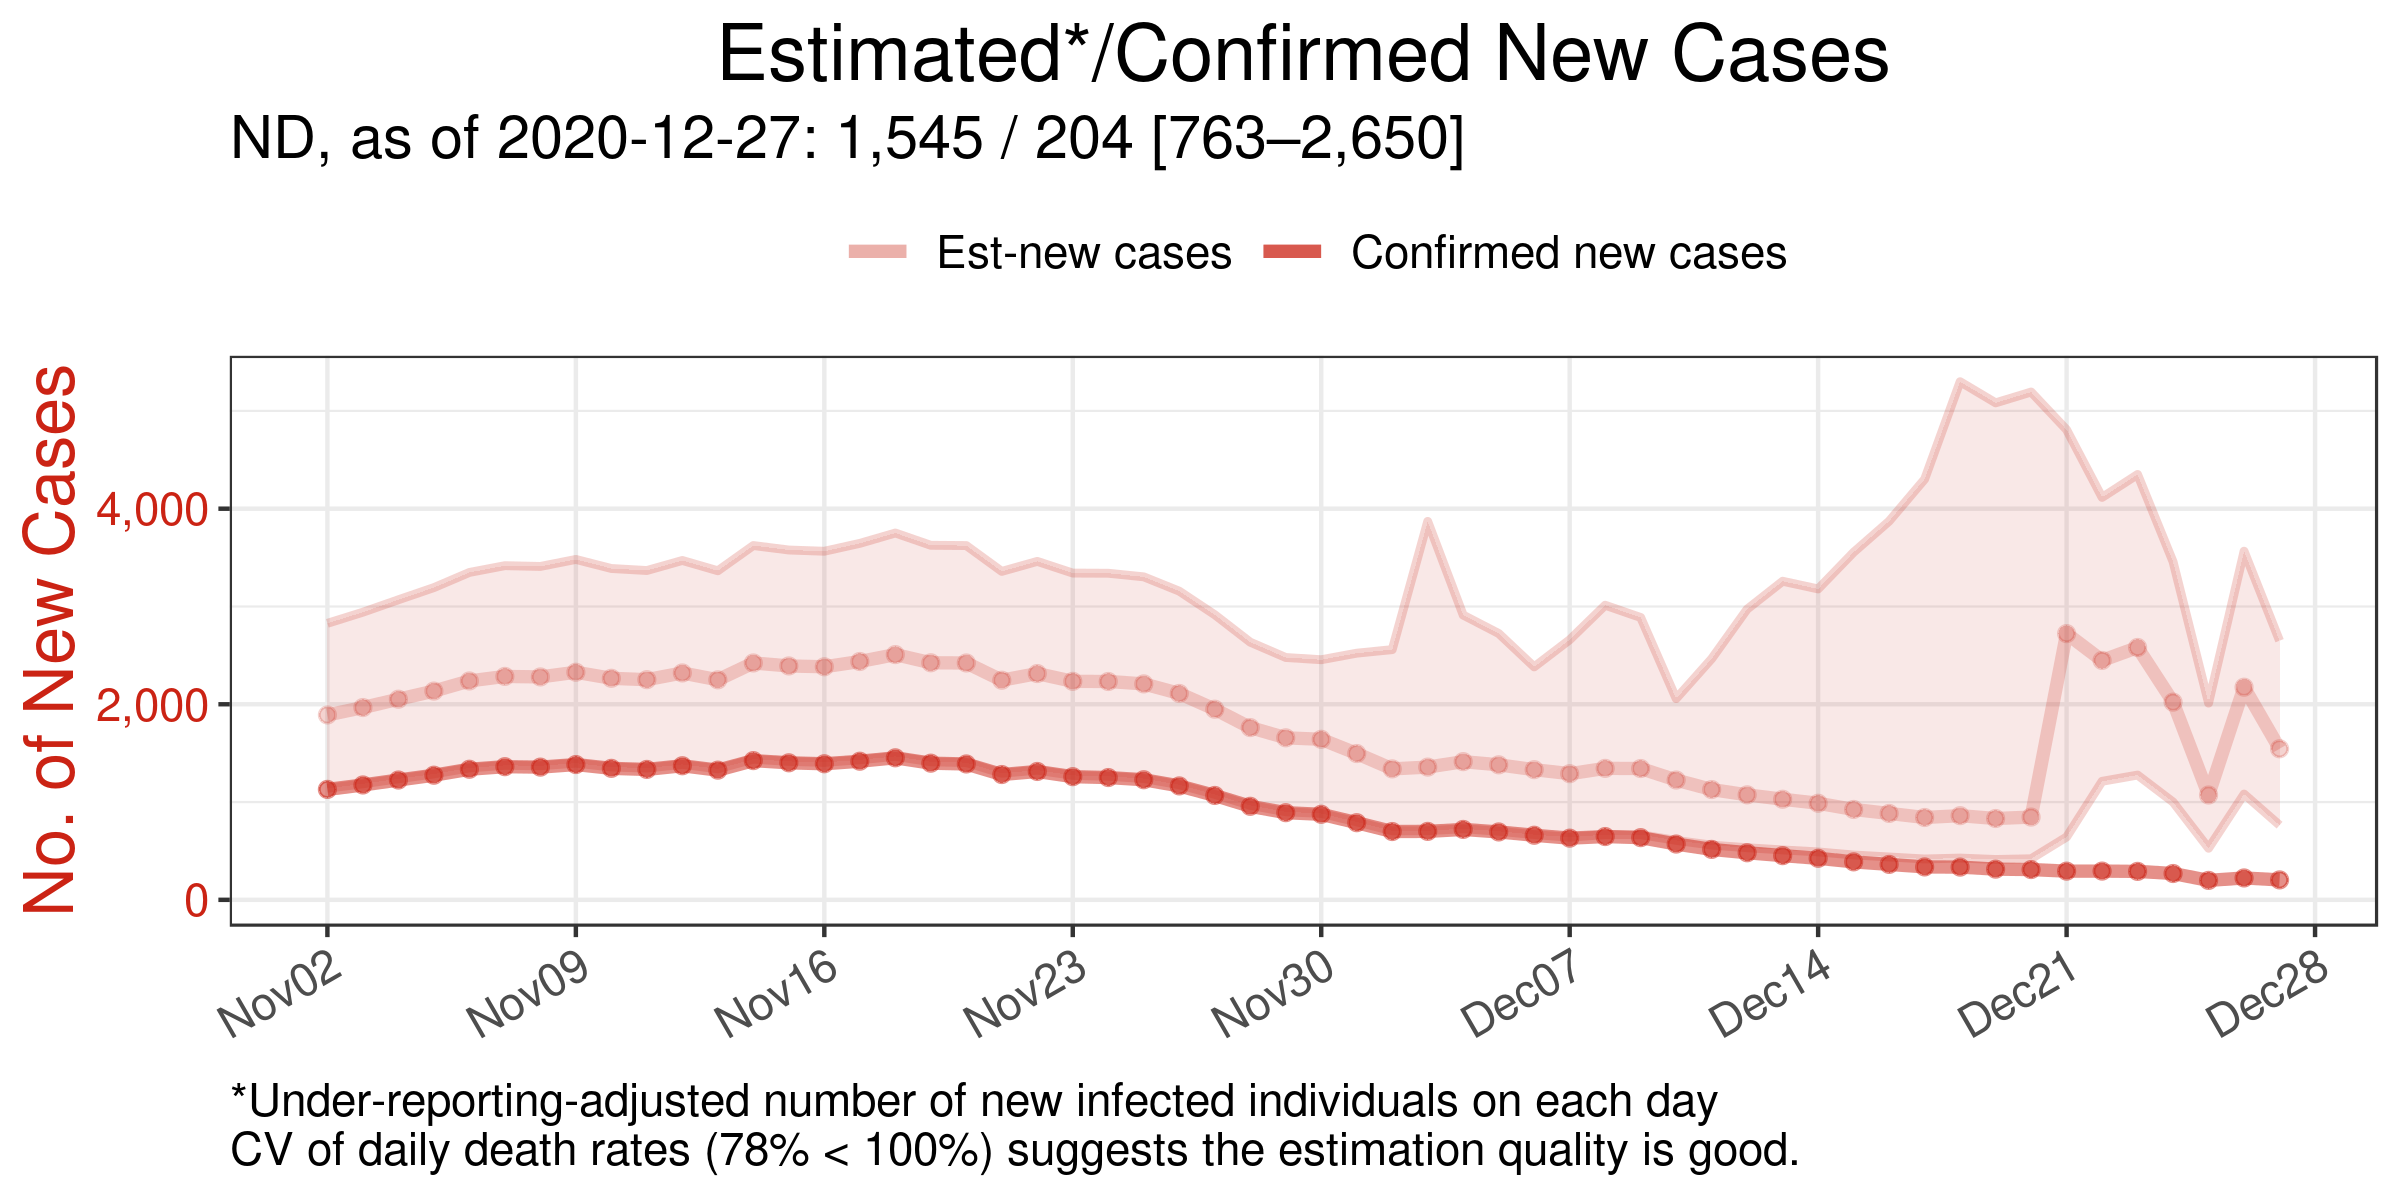 Estimated*/Confirmed New Cases
ND, as of 2020-12-27: 1,545 / 204 [763–2,650]
Est-new cases
Confirmed new cases
No. of New Cases
4,000
2,000
0
Nov02
Nov09
Nov16
Nov23
Nov30
Dec07
Dec14
Dec21
Dec28
*Under-reporting-adjusted number of new infected individuals on each day
CV of daily death rates (78% < 100%) suggests the estimation quality is good.